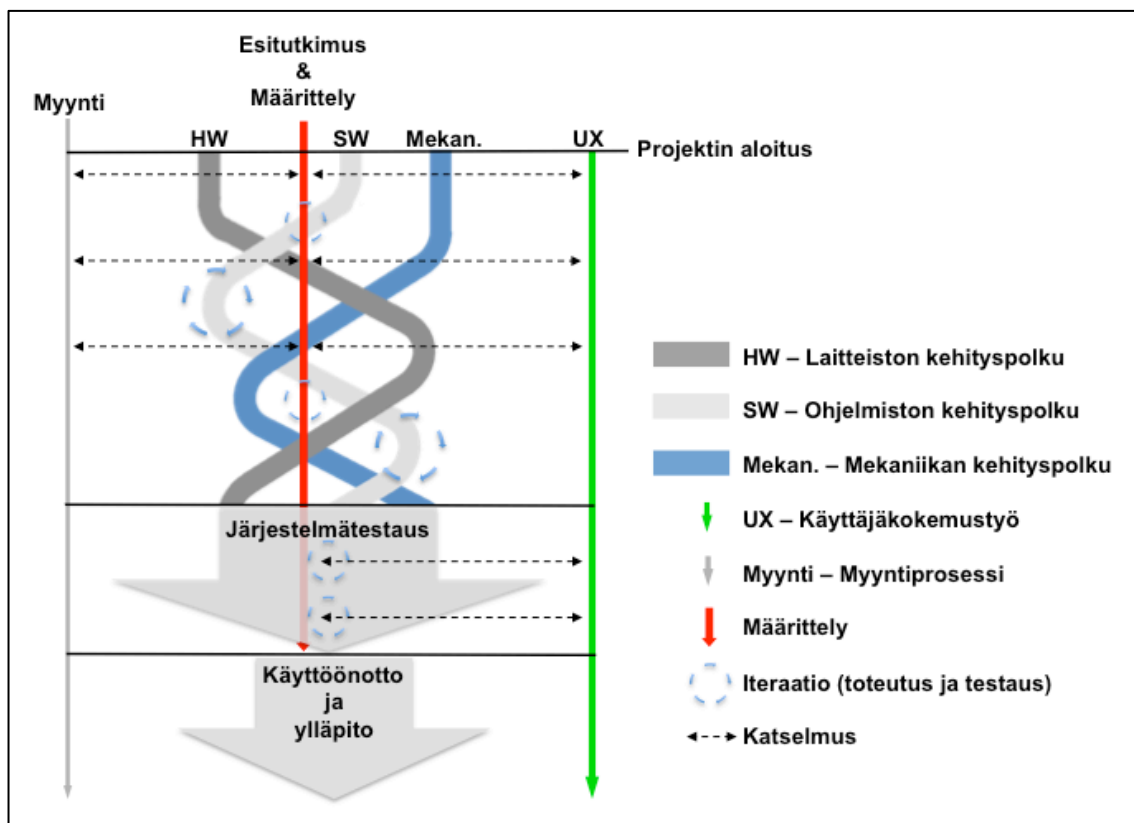 Esitutkimus
&
Määrittely
Myynti
HW
SW
Mekan.
UX
Projektin aloitus
HW – Laitteiston kehityspolku
SW – Ohjelmiston kehityspolku
Mekan. – Mekaniikan kehityspolku
UX – Käyttäjäkokemustyö
Myynti – Myyntiprosessi
Määrittely
Iteraatio (toteutus ja testaus)
Katselmus
Järjestelmätestaus
Käyttöönotto
ja
ylläpito